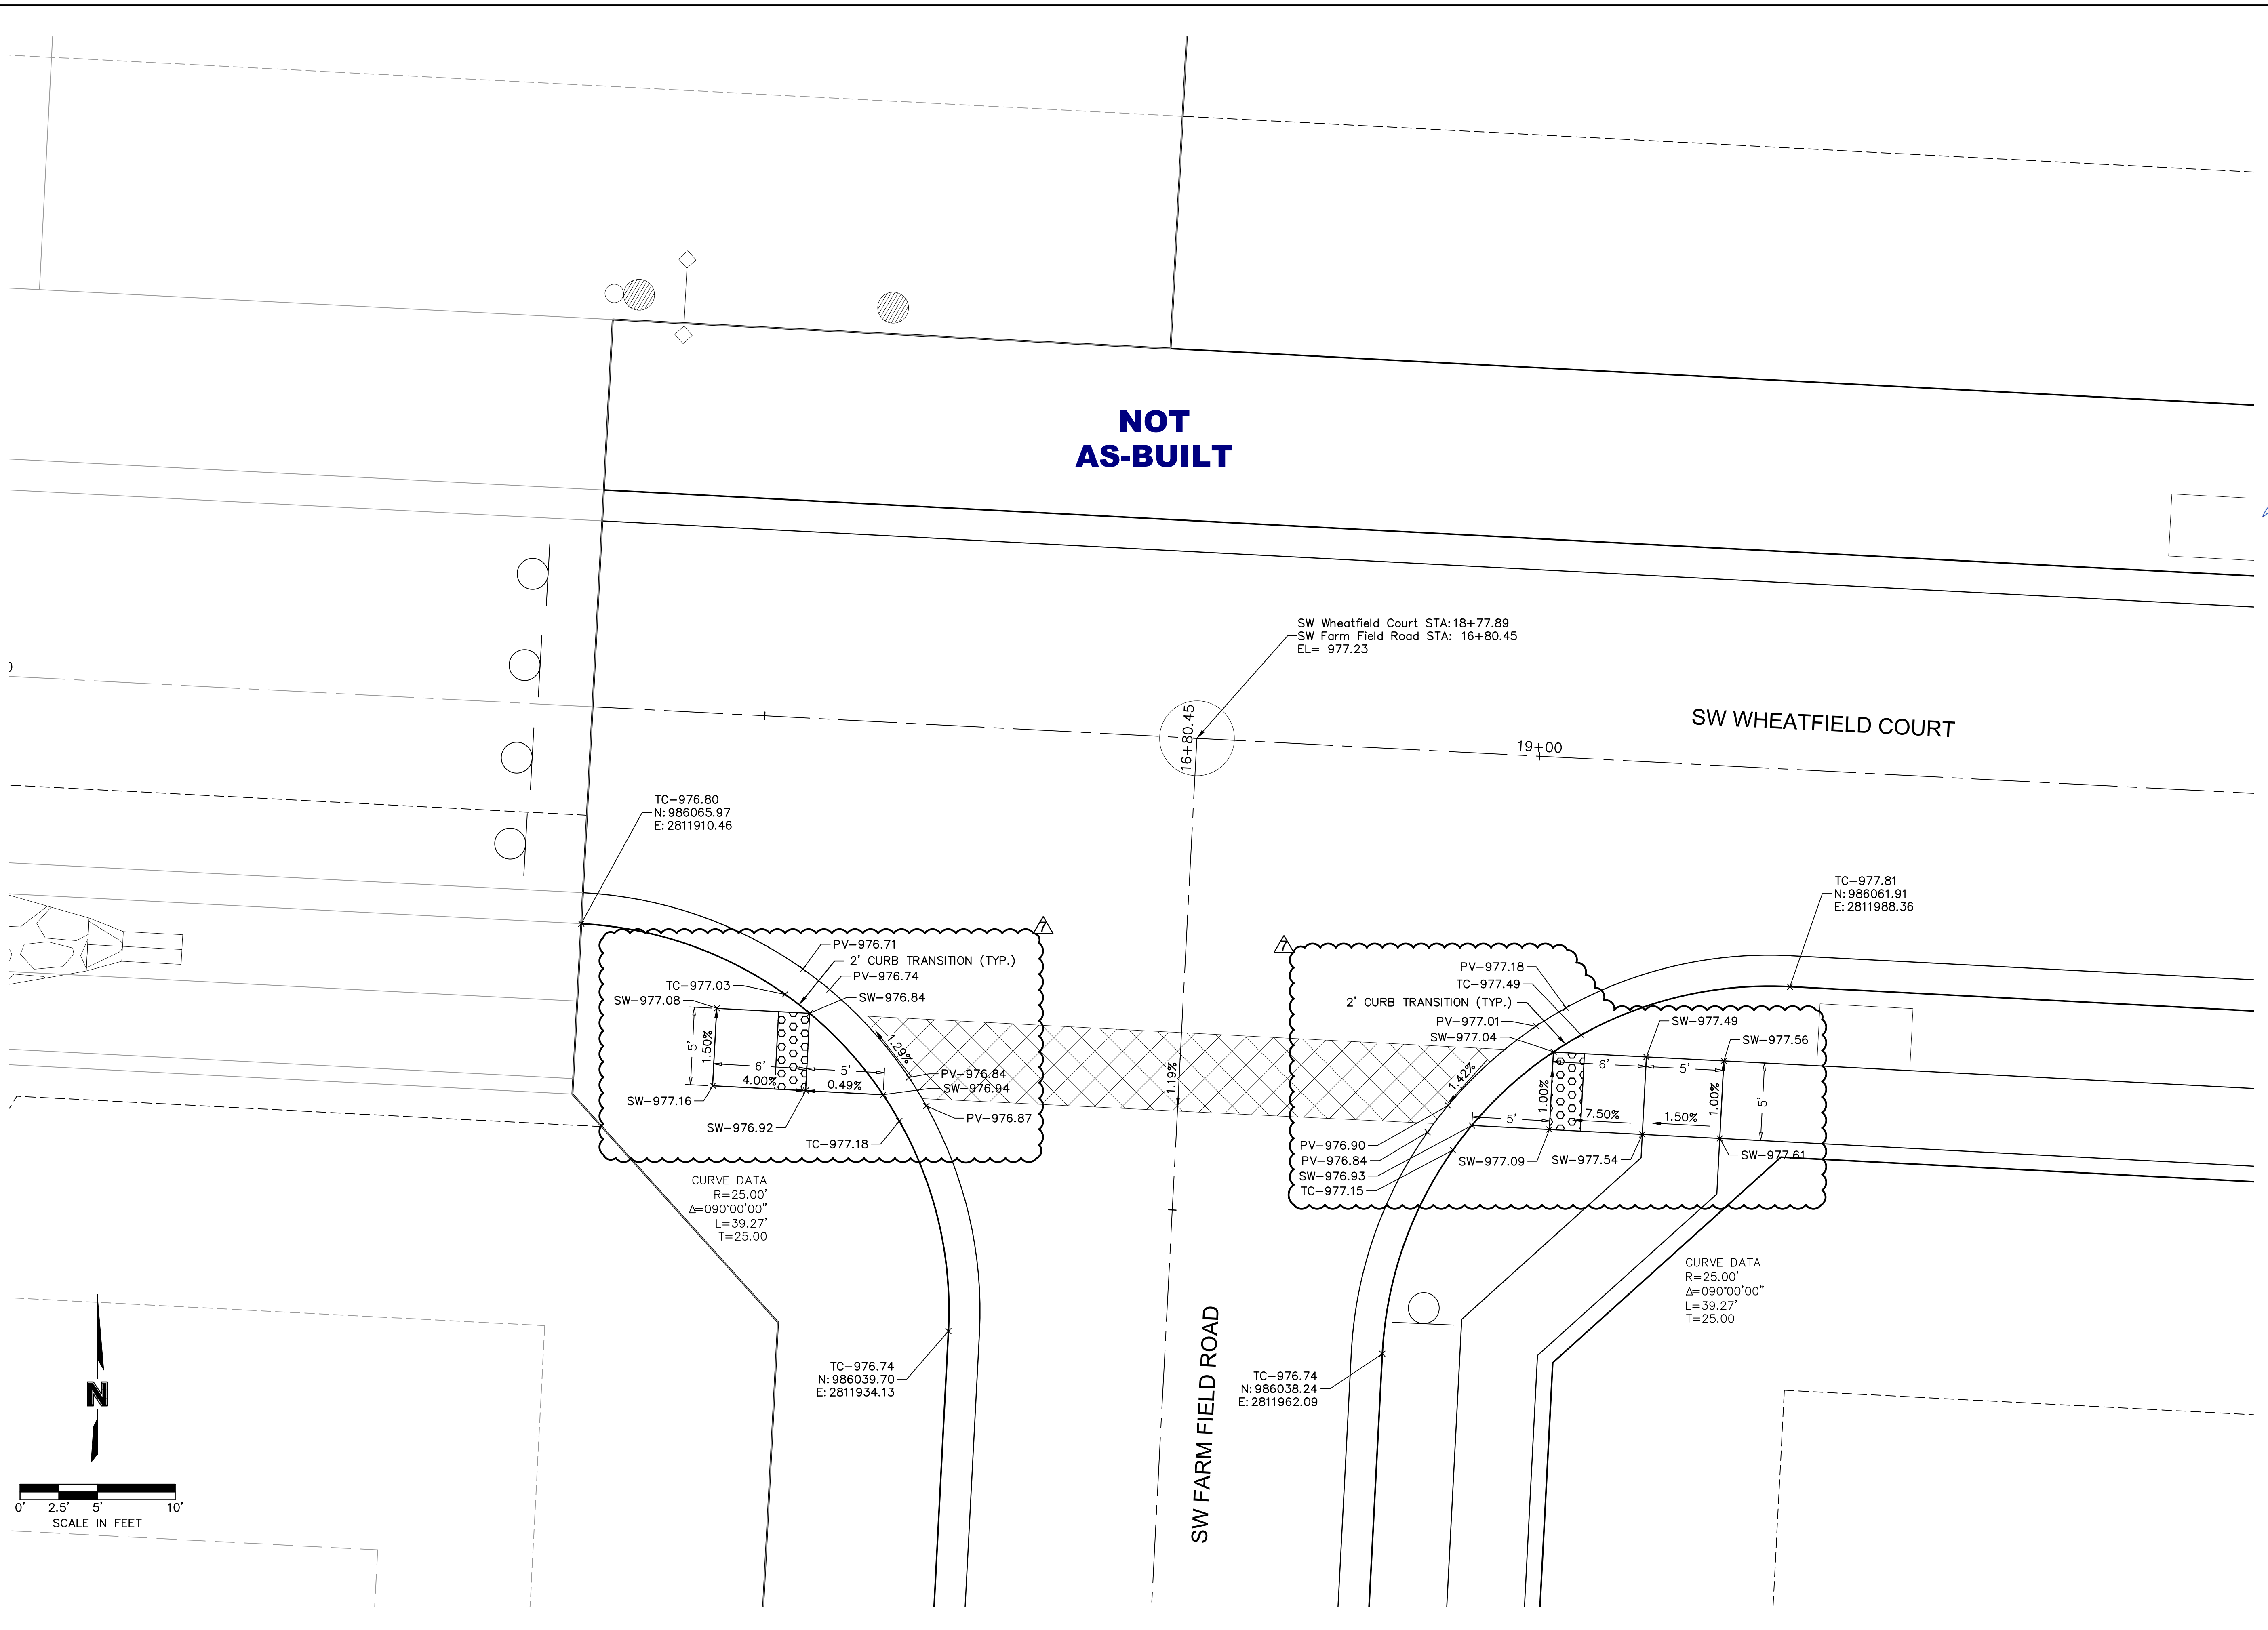 NOT
AS-BUILT
SW Wheatfield Court STA:18+77.89
SW Farm Field Road STA: 16+80.45
EL= 977.23
16+80.45
19+00
SW WHEATFIELD COURT
TC-976.80
N: 986065.97
E: 2811910.46
TC-977.81
N: 986061.91
E: 2811988.36
7
PV-976.71
2' CURB TRANSITION (TYP.)
PV-976.74
TC-977.03
SW-977.08
SW-976.84
5'
1.50%
6'
4.00%
5'
0.49%
1.29%
PV-976.84
SW-976.94
SW-977.16
PV-976.87
SW-976.92
TC-977.18
1.19%
7
PV-977.18
TC-977.49
2' CURB TRANSITION (TYP.)
PV-977.01
SW-977.04
SW-977.49
SW-977.56
6'
5'
1.42%
1.00%
7.50%
1.50%
1.00%
5'
5'
PV-976.90
PV-976.84
SW-976.93
TC-977.15
SW-977.09
SW-977.54
SW-977.61
CURVE DATA
R=25.00'
Δ=090°00'00"
L=39.27'
T=25.00
CURVE DATA
R=25.00'
Δ=090°00'00"
L=39.27'
T=25.00
TC-976.74
N: 986039.70
E: 2811934.13
TC-976.74
N: 986038.24
E: 2811962.09
SW FARM FIELD ROAD
N
0' 2.5' 5' 10'
SCALE IN FEET